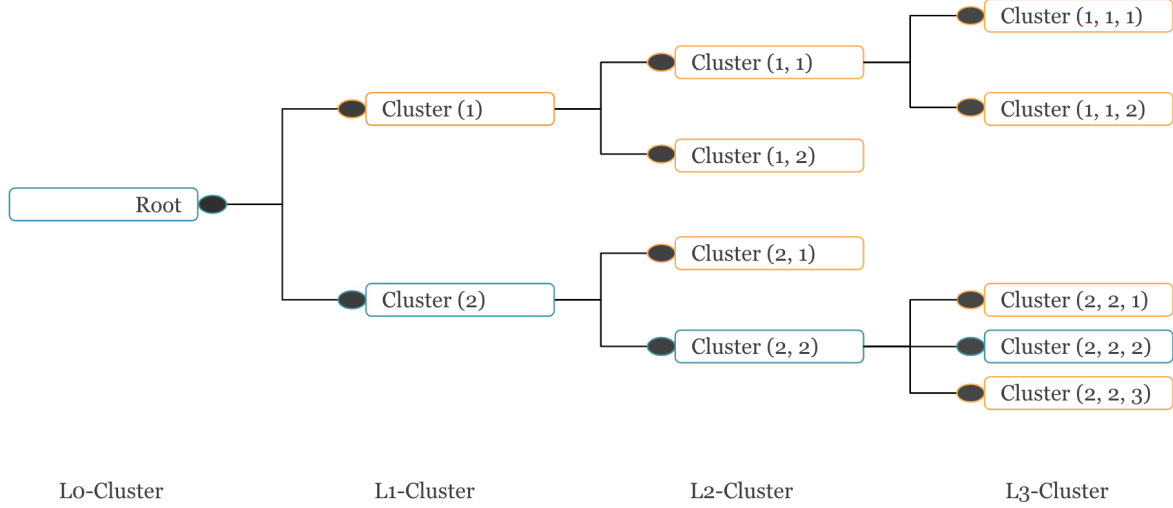 Cluster (1, 1, 1)
Cluster (1, 1)
Cluster (1)
Cluster (1, 1, 2)
Cluster (1, 2)
Root
Cluster (2, 1)
Cluster (2)
Cluster (2, 2, 1)
Cluster (2, 2)
Cluster (2, 2, 2)
Cluster (2, 2, 3)
L0-Cluster
L1-Cluster
L2-Cluster
L3-Cluster